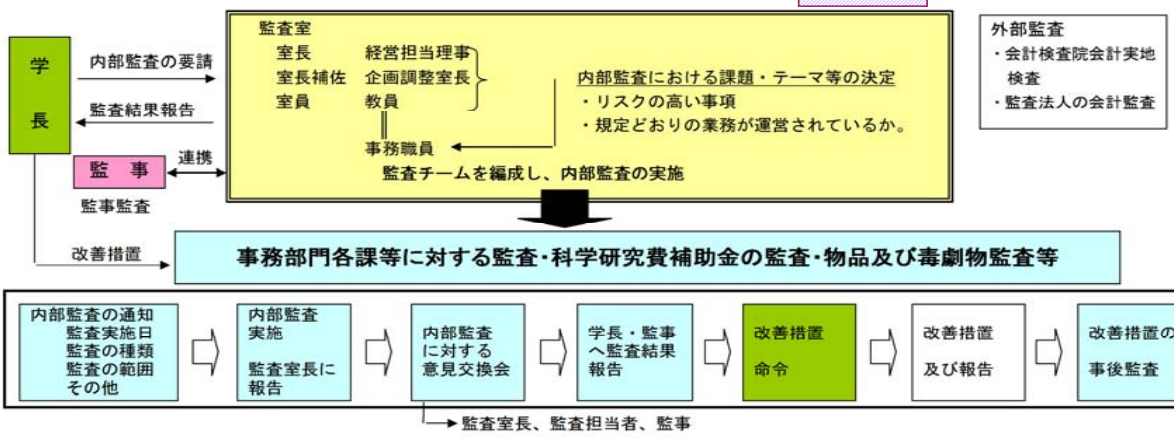 学
長
内部監査の要請
監査結果報告
監　事
連携
監事監査
改善措置
監査室
室長　経営担当理事
室長補佐　企画調整室長
室員　教員
事務職員
監査チームを編成し、内部監査の実施
内部監査における課題・テーマ等の決定
・リスクの高い事項
・規定どおりの業務が運営されているか。
外部監査
・会計検査院会計実地
検査
・監査法人の会計監査
事務部門各課等に対する監査・科学研究費補助金の監査・物品及び毒劇物監査等
内部監査の通知
監査実施日
監査の種類
監査の範囲
その他
内部監査
実施
監査室長に
報告
内部監査
に対する
意見交換会
学長・監事
へ監査結果
報告
改善措置
命令
改善措置
及び報告
改善措置の
事後監査
監査室長、監査担当者、監事